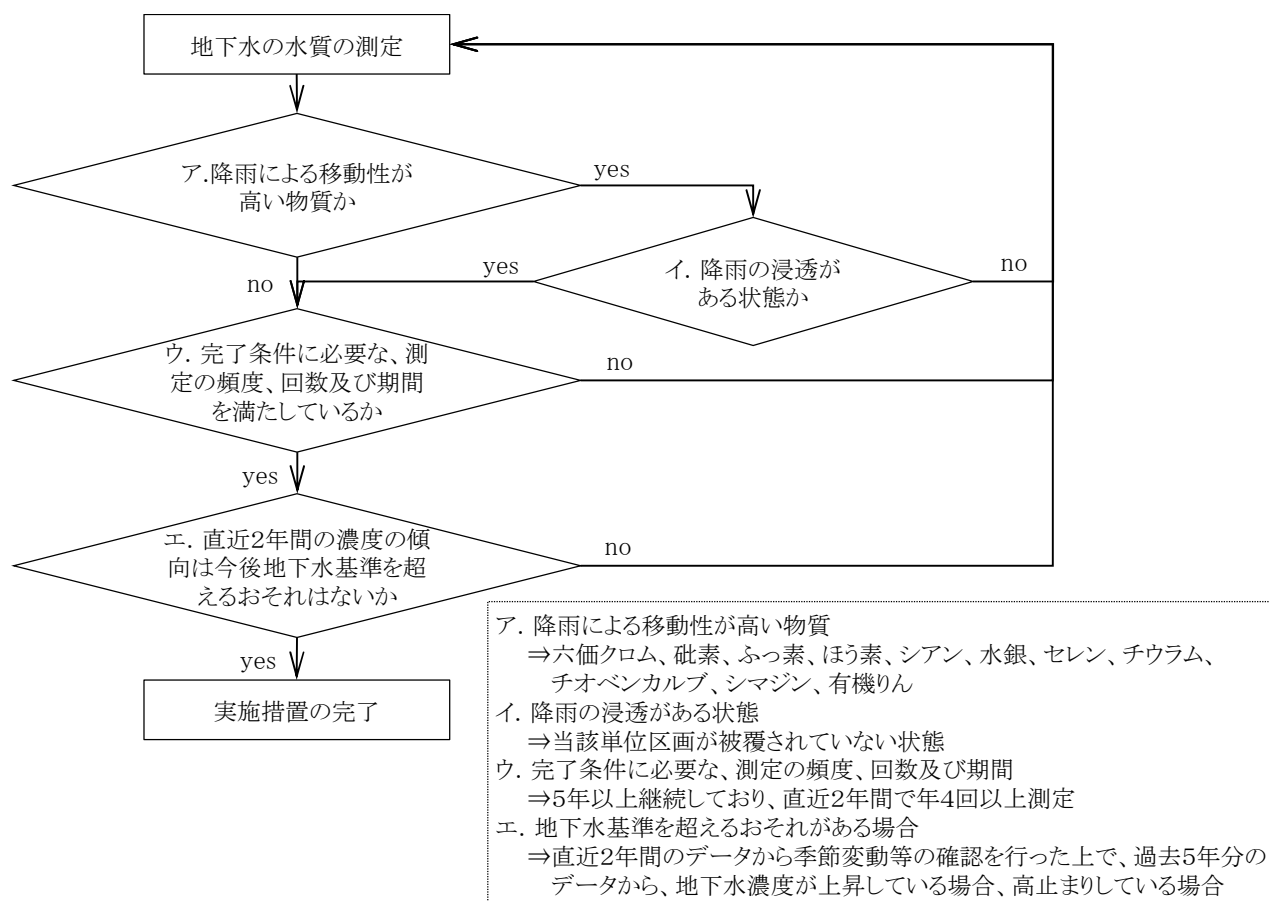 地下水の水質の測定
ア.降雨による移動性が
高い物質か
yes
イ. 降雨の浸透が
ある状態か
yes
no
no
ウ. 完了条件に必要な、測
定の頻度、回数及び期間
を満たしているか
no
yes
エ. 直近2年間の濃度の傾
向は今後地下水基準を超
えるおそれはないか
no
yes
実施措置の完了
ア. 降雨による移動性が高い物質
⇒六価クロム、砒素、ふっ素、ほう素、シアン、水銀、セレン、チウラム、
チオベンカルブ、シマジン、有機りん
イ. 降雨の浸透がある状態
⇒当該単位区画が被覆されていない状態
ウ. 完了条件に必要な、測定の頻度、回数及び期間
⇒5年以上継続しており、直近2年間で年4回以上測定
エ. 地下水基準を超えるおそれがある場合
⇒直近2年間のデータから季節変動等の確認を行った上で、過去5年分の
データから、地下水濃度が上昇している場合、高止まりしている場合